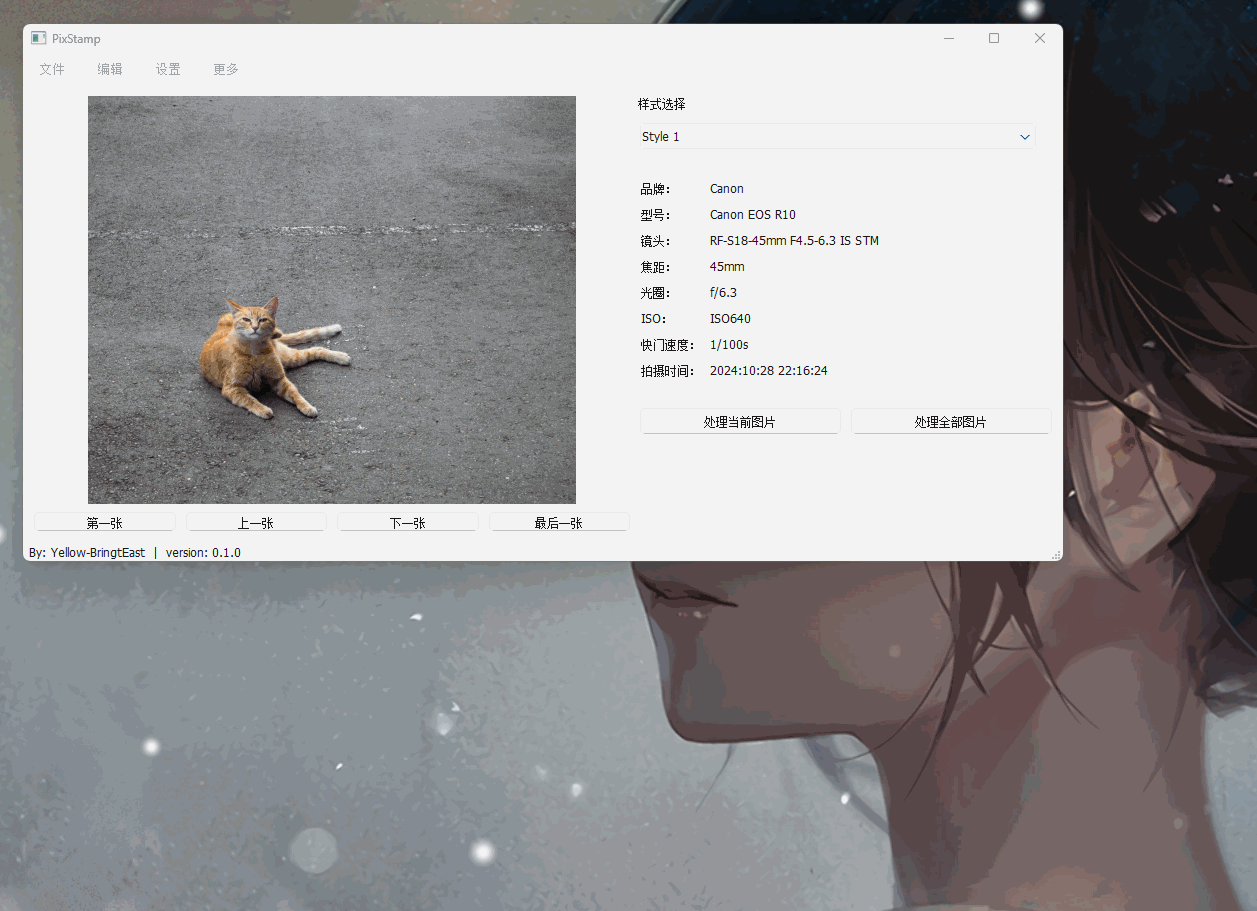 PixStamp
文件 编辑 设置 更多
样式选择
Style 1
品牌： Canon
型号： Canon EOS R10
镜头： RF-S18-45mm F4.5-6.3 IS STM
焦距： 45mm
光圈： f/6.3
ISO： ISO640
快门速度： 1/100s
拍摄时间： 2024:10:28 22:16:24
处理当前图片 处理全部图片
第一张 上一张 下一张 最后一张
By: Yellow-BringtEast | version: 0.1.0